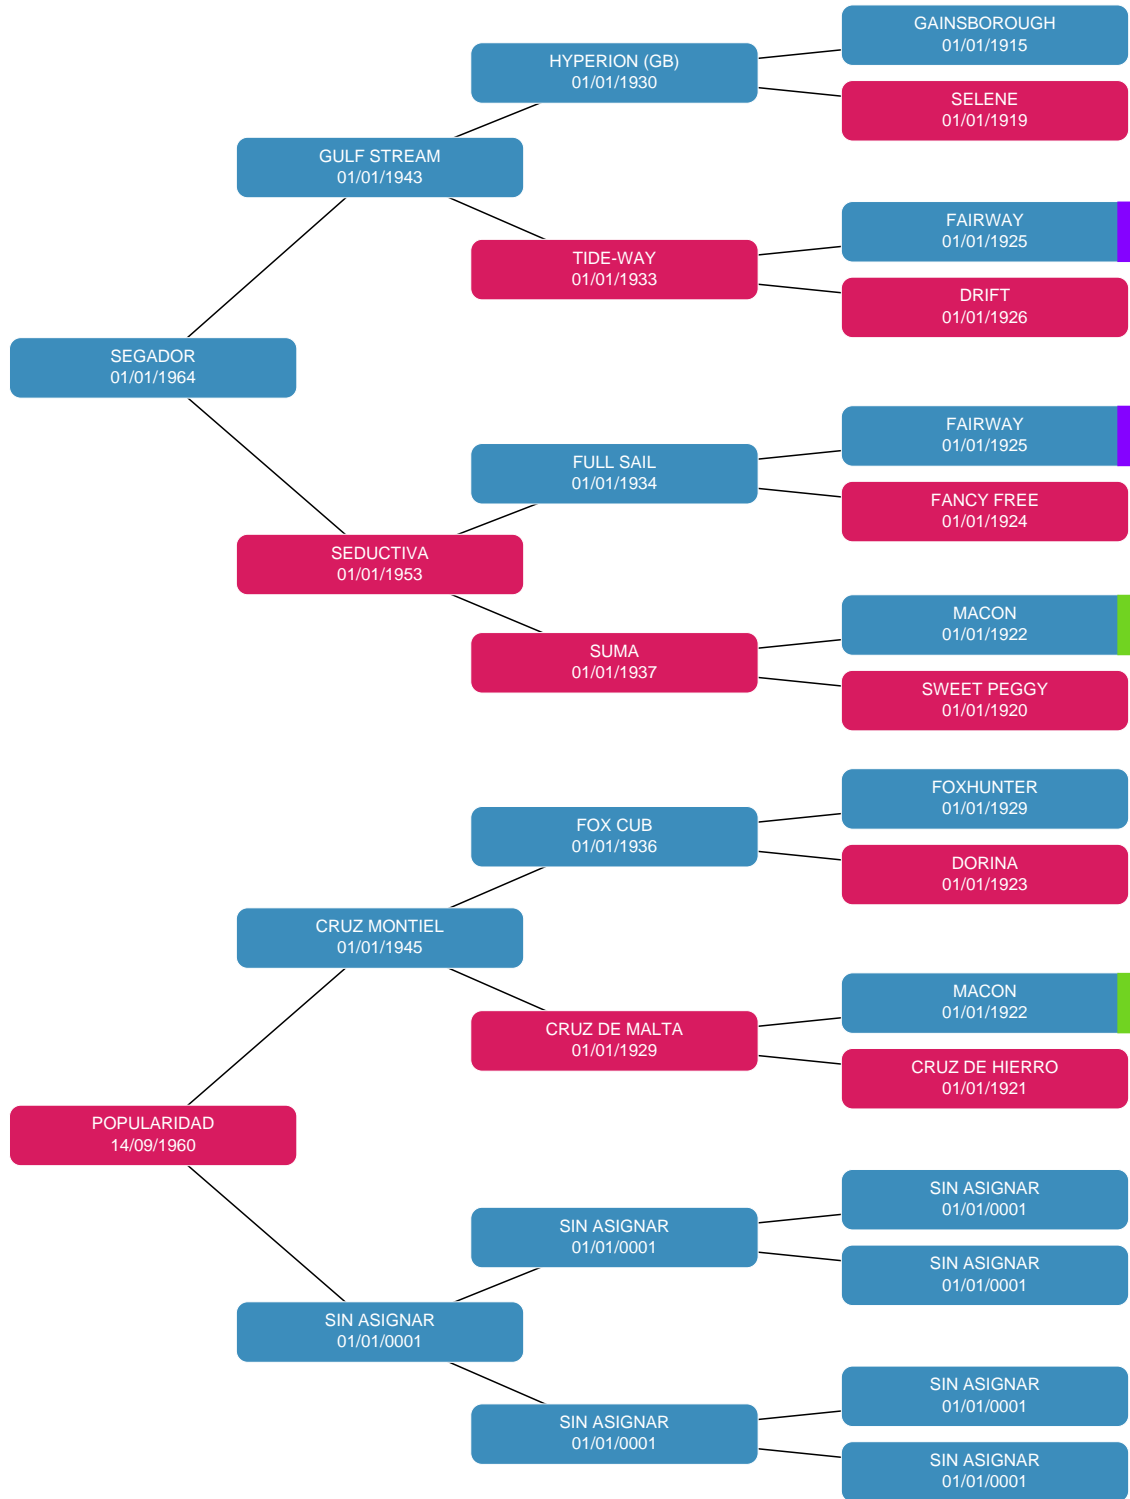 GAINSBOROUGH
01/01/1915
HYPERION (GB)
01/01/1930
SELENE
01/01/1919
GULF STREAM
01/01/1943
FAIRWAY
01/01/1925
TIDE-WAY
01/01/1933
DRIFT
01/01/1926
SEGADOR
01/01/1964
FAIRWAY
01/01/1925
FULL SAIL
01/01/1934
FANCY FREE
01/01/1924
SEDUCTIVA
01/01/1953
MACON
01/01/1922
SUMA
01/01/1937
SWEET PEGGY
01/01/1920
FOXHUNTER
01/01/1929
FOX CUB
01/01/1936
DORINA
01/01/1923
CRUZ MONTIEL
01/01/1945
MACON
01/01/1922
CRUZ DE MALTA
01/01/1929
CRUZ DE HIERRO
01/01/1921
POPULARIDAD
14/09/1960
SIN ASIGNAR
01/01/0001
SIN ASIGNAR
01/01/0001
SIN ASIGNAR
01/01/0001
SIN ASIGNAR
01/01/0001
SIN ASIGNAR
01/01/0001
SIN ASIGNAR
01/01/0001
SIN ASIGNAR
01/01/0001